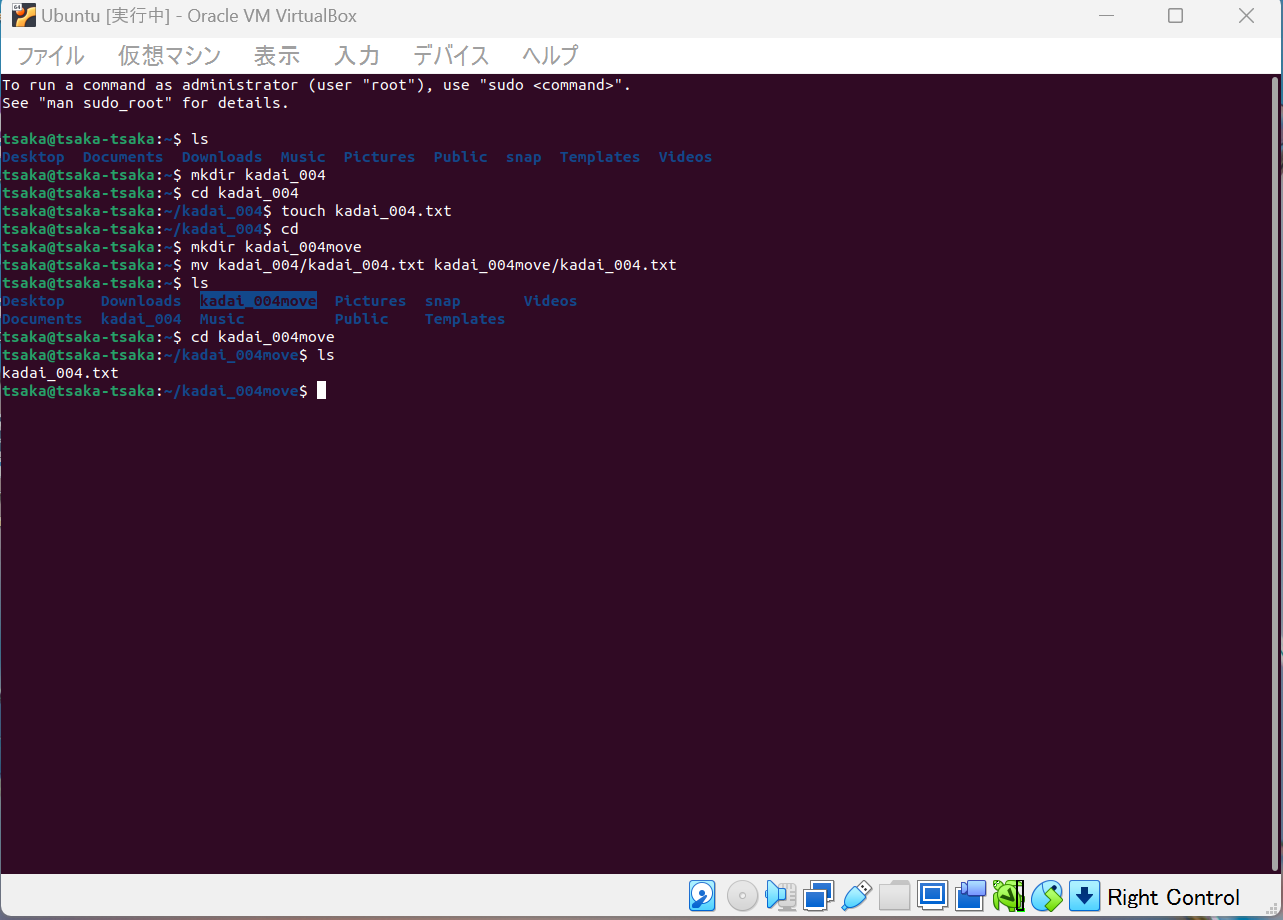 Ubuntu [実行中] - Oracle VM VirtualBox
ファイル 仮想マシン 表示 入力 デバイス ヘルプ
To run a command as administrator (user "root"), use "sudo <command>".
See "man sudo_root" for details.
tsaka@tsaka-tsaka:~$ ls
Desktop Documents Downloads Music Pictures Public snap Templates Videos
tsaka@tsaka-tsaka:~$ mkdir kadai_004
tsaka@tsaka-tsaka:~$ cd kadai_004
tsaka@tsaka-tsaka:~/kadai_004$ touch kadai_004.txt
tsaka@tsaka-tsaka:~/kadai_004$ cd
tsaka@tsaka-tsaka:~$ mkdir kadai_004move
tsaka@tsaka-tsaka:~$ mv kadai_004/kadai_004.txt kadai_004move/kadai_004.txt
tsaka@tsaka-tsaka:~$ ls
Desktop Downloads kadai_004move Pictures snap Videos
Documents kadai_004 Music Public Templates
tsaka@tsaka-tsaka:~$ cd kadai_004move
tsaka@tsaka-tsaka:~/kadai_004move$ ls
kadai_004.txt
tsaka@tsaka-tsaka:~/kadai_004move$
Right Control